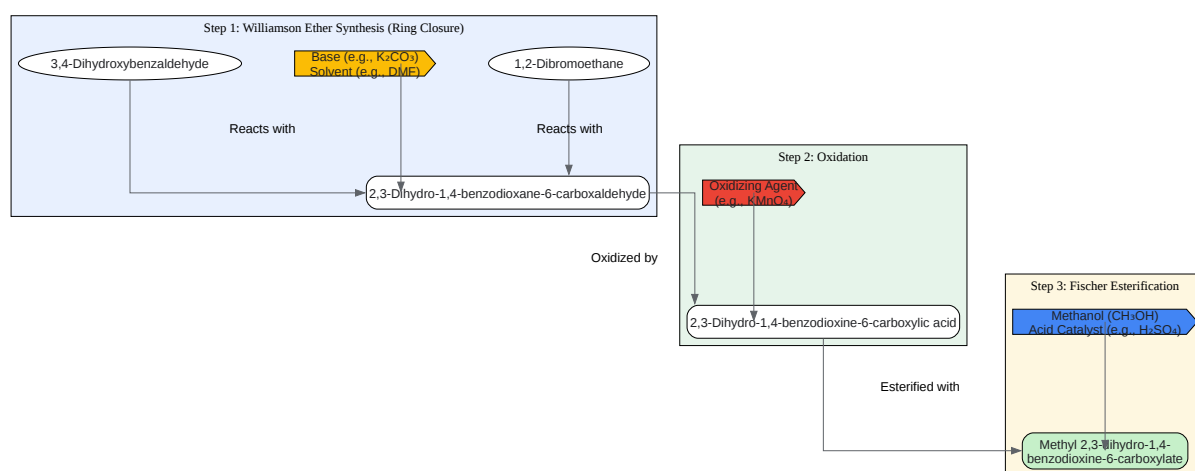 Step 1: Williamson Ether Synthesis (Ring Closure)
3,4-Dihydroxybenzaldehyde
Base (e.g., K₂CO₃)
Solvent (e.g., DMF)
1,2-Dibromoethane
Reacts with
Reacts with
2,3-Dihydro-1,4-benzodioxane-6-carboxaldehyde
Step 2: Oxidation
Oxidizing Agent
(e.g., KMnO₄)
Oxidized by
2,3-Dihydro-1,4-benzodioxine-6-carboxylic acid
Step 3: Fischer Esterification
Methanol (CH₃OH)
Acid Catalyst (e.g., H₂SO₄)
Esterified with
Methyl 2,3-dihydro-1,4-
benzodioxine-6-carboxylate